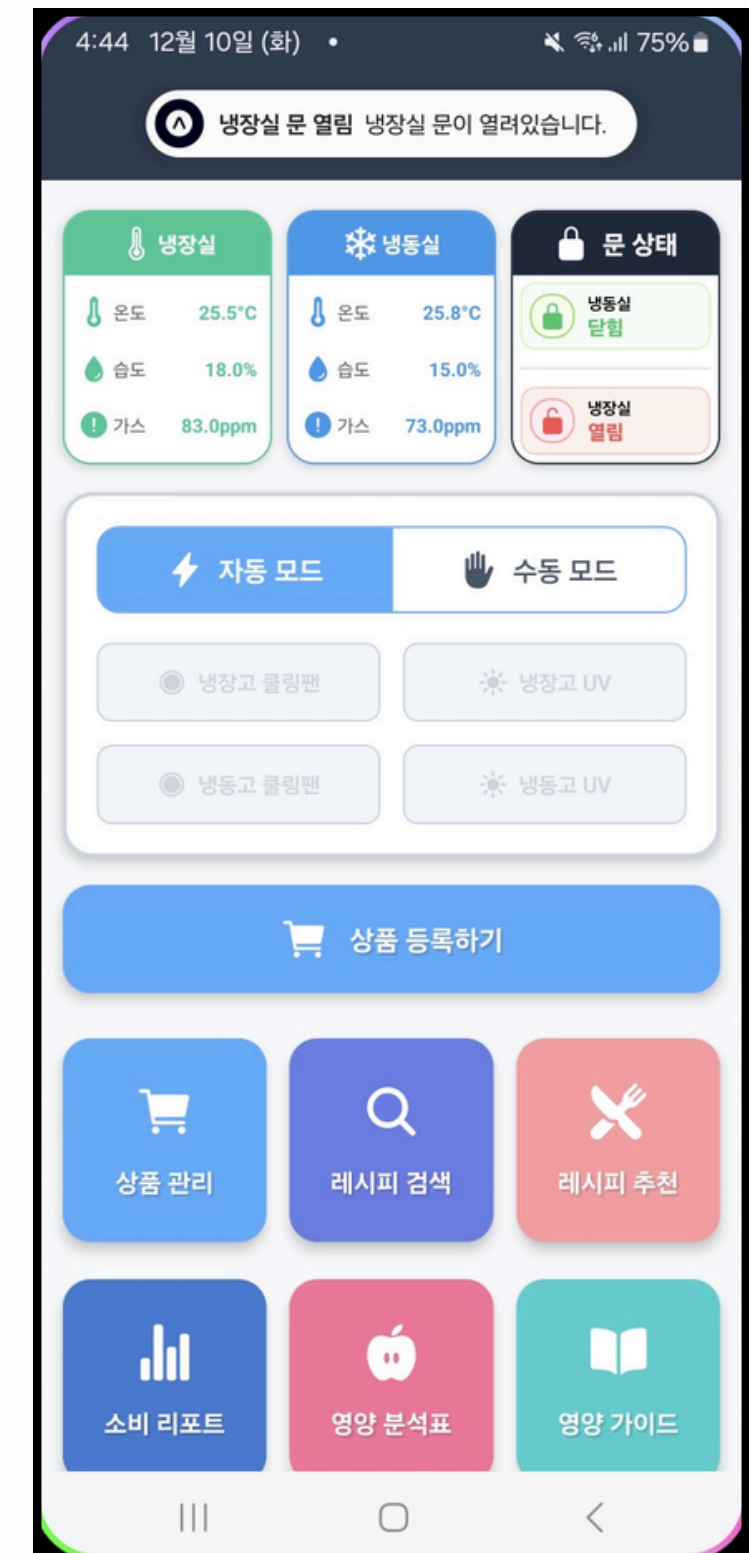 4:44 12월 10일 (화) • 75%
냉장실 문 열림 냉장실 문이 열려있습니다.
냉장실
온도 25.5°C
습도 18.0%
가스 83.0ppm
냉동실
온도 25.8°C
습도 15.0%
가스 73.0ppm
문 상태
냉동실
닫힘
냉장실
열림
자동 모드 수동 모드
냉장고 쿨링팬 냉장고 UV
냉동고 쿨링팬 냉동고 UV
상품 등록하기
상품 관리 레시피 검색 레시피 추천
소비 리포트 영양 분석표 영양 가이드